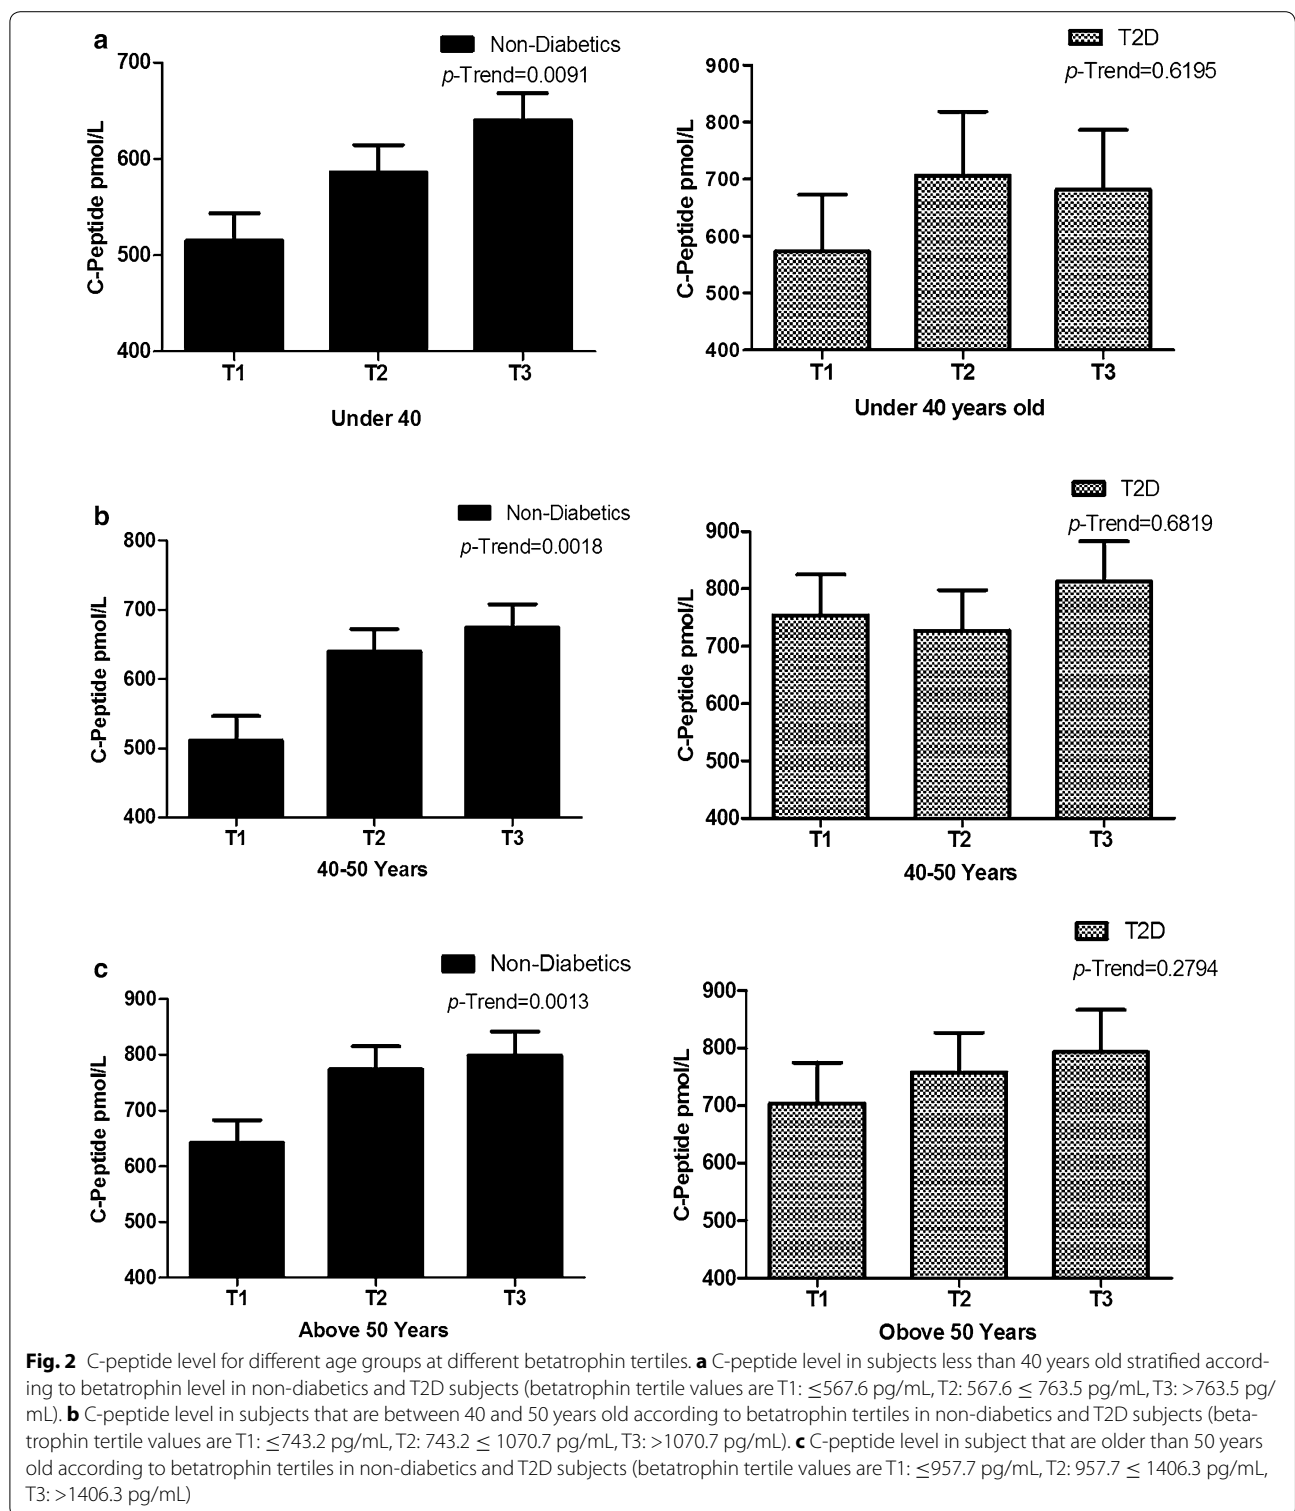 a
Non-Diabetics
p-Trend=0.0091
700
600
500
400
C-Peptide pmol/L
T1 T2 T3
Under 40
T2D
p-Trend=0.6195
900
800
700
600
500
400
C-Peptide pmol/L
T1 T2 T3
Under 40 years old
b
Non-Diabetics
p-Trend=0.0018
800
700
600
500
400
C-Peptide pmol/L
T1 T2 T3
40-50 Years
T2D
p-Trend=0.6819
900
800
700
600
500
400
C-Peptide pmol/L
T1 T2 T3
40-50 Years
c
Non-Diabetics
p-Trend=0.0013
900
800
700
600
500
400
C-Peptide pmol/L
T1 T2 T3
Above 50 Years
T2D
p-Trend=0.2794
900
800
700
600
500
400
C-Peptide pmol/L
T1 T2 T3
Obove 50 Years
Fig. 2 C-peptide level for different age groups at different betatrophin tertiles. a C-peptide level in subjects less than 40 years old stratified accord-
ing to betatrophin level in non-diabetics and T2D subjects (betatrophin tertile values are T1: ≤567.6 pg/mL, T2: 567.6 ≤ 763.5 pg/mL, T3: >763.5 pg/
mL). b C-peptide level in subjects that are between 40 and 50 years old according to betatrophin tertiles in non-diabetics and T2D subjects (beta-
trophin tertile values are T1: ≤743.2 pg/mL, T2: 743.2 ≤ 1070.7 pg/mL, T3: >1070.7 pg/mL). c C-peptide level in subject that are older than 50 years
old according to betatrophin tertiles in non-diabetics and T2D subjects (betatrophin tertile values are T1: ≤957.7 pg/mL, T2: 957.7 ≤ 1406.3 pg/mL,
T3: >1406.3 pg/mL)